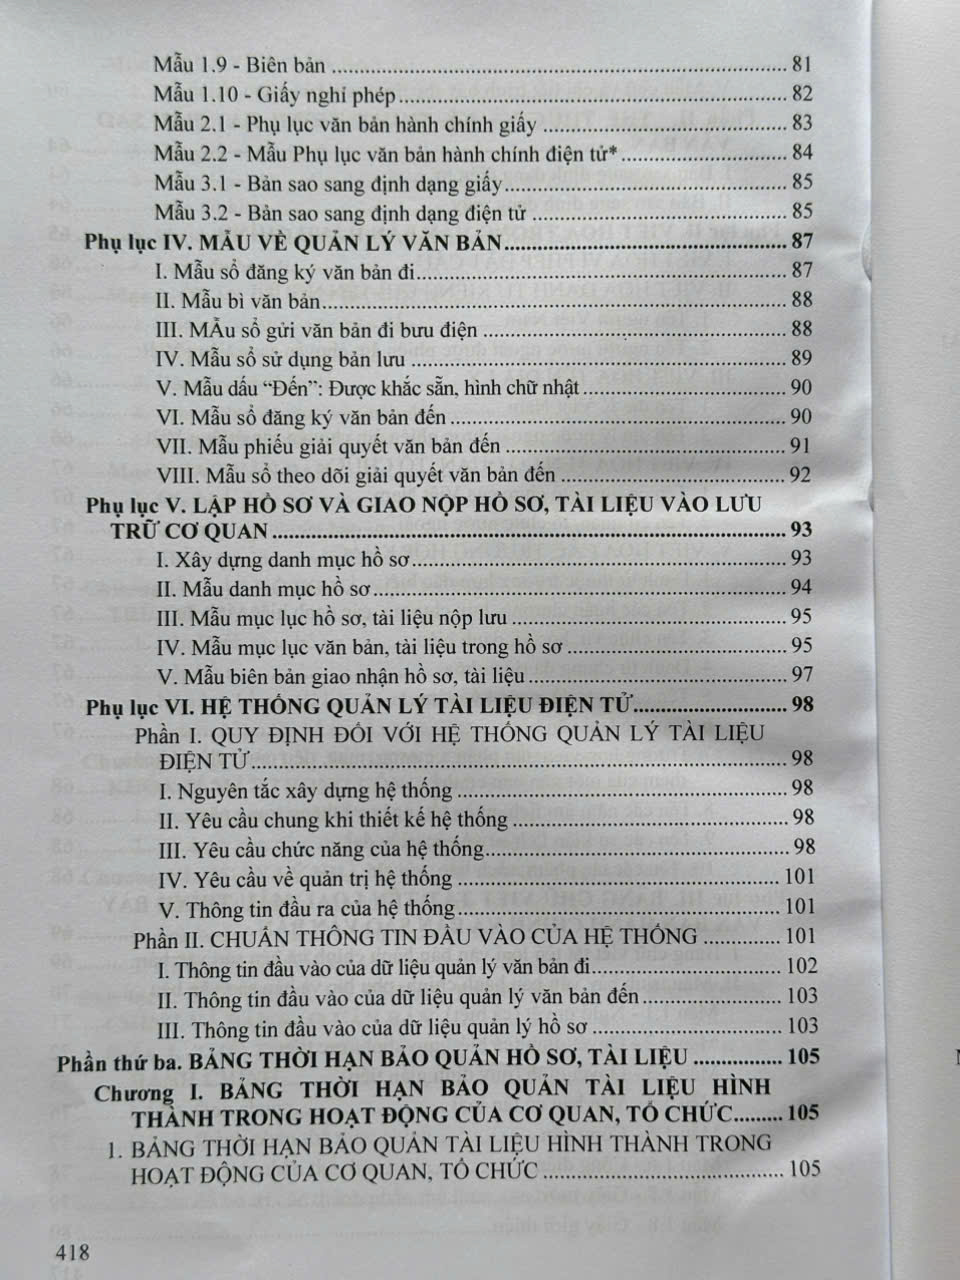 Mẫu 1.9 - Biên bản ........ 81
Mẫu 1.10 - Giấy nghỉ phép ........ 82
Mẫu 2.1 - Phụ lục văn bản hành chính giấy ........ 83
Mẫu 2.2 - Mẫu Phụ lục văn bản hành chính điện tử* ........ 84
Mẫu 3.1 - Bản sao sang định dạng giấy ........ 85
Mẫu 3.2 - Bản sao sang định dạng điện tử ........ 85
Phụ lục IV. MẪU VỀ QUẢN LÝ VĂN BẢN ........ 87
I. Mẫu sổ đăng ký văn bản đi ........ 87
II. Mẫu bì văn bản ........ 88
III. MẪu sổ gửi văn bản đi bưu điện ........ 88
IV. Mẫu sổ sử dụng bản lưu ........ 89
V. Mẫu dấu “Đến”: Được khắc sẵn, hình chữ nhật ........ 90
VI. Mẫu sổ đăng ký văn bản đến ........ 90
VII. Mẫu phiếu giải quyết văn bản đến ........ 91
VIII. Mẫu sổ theo dõi giải quyết văn bản đến ........ 92
Phụ lục V. LẬP HỒ SƠ VÀ GIAO NỘP HỒ SƠ, TÀI LIỆU VÀO LƯU
TRỮ CƠ QUAN ........ 93
I. Xây dựng danh mục hồ sơ ........ 93
II. Mẫu danh mục hồ sơ ........ 94
III. Mẫu mục lục hồ sơ, tài liệu nộp lưu ........ 95
IV. Mẫu mục lục văn bản, tài liệu trong hồ sơ ........ 95
V. Mẫu biên bản giao nhận hồ sơ, tài liệu ........ 97
Phụ lục VI. HỆ THỐNG QUẢN LÝ TÀI LIỆU ĐIỆN TỬ ........ 98
Phần I. QUY ĐỊNH ĐỐI VỚI HỆ THỐNG QUẢN LÝ TÀI LIỆU
ĐIỆN TỬ ........ 98
I. Nguyên tắc xây dựng hệ thống ........ 98
II. Yêu cầu chung khi thiết kế hệ thống ........ 98
III. Yêu cầu chức năng của hệ thống ........ 98
IV. Yêu cầu về quản trị hệ thống ........ 101
V. Thông tin đầu ra của hệ thống ........ 101
Phần II. CHUẨN THÔNG TIN ĐẦU VÀO CỦA HỆ THỐNG ........ 101
I. Thông tin đầu vào của dữ liệu quản lý văn bản đi ........ 102
II. Thông tin đầu vào của dữ liệu quản lý văn bản đến ........ 103
III. Thông tin đầu vào của dữ liệu quản lý hồ sơ ........ 103
Phần thứ ba. BẢNG THỜI HẠN BẢO QUẢN HỒ SƠ, TÀI LIỆU ........ 105
Chương I. BẢNG THỜI HẠN BẢO QUẢN TÀI LIỆU HÌNH
THÀNH TRONG HOẠT ĐỘNG CỦA CƠ QUAN, TỔ CHỨC ........ 105
1. BẢNG THỜI HẠN BẢO QUẢN TÀI LIỆU HÌNH THÀNH TRONG
HOẠT ĐỘNG CỦA CƠ QUAN, TỔ CHỨC ........ 105
418